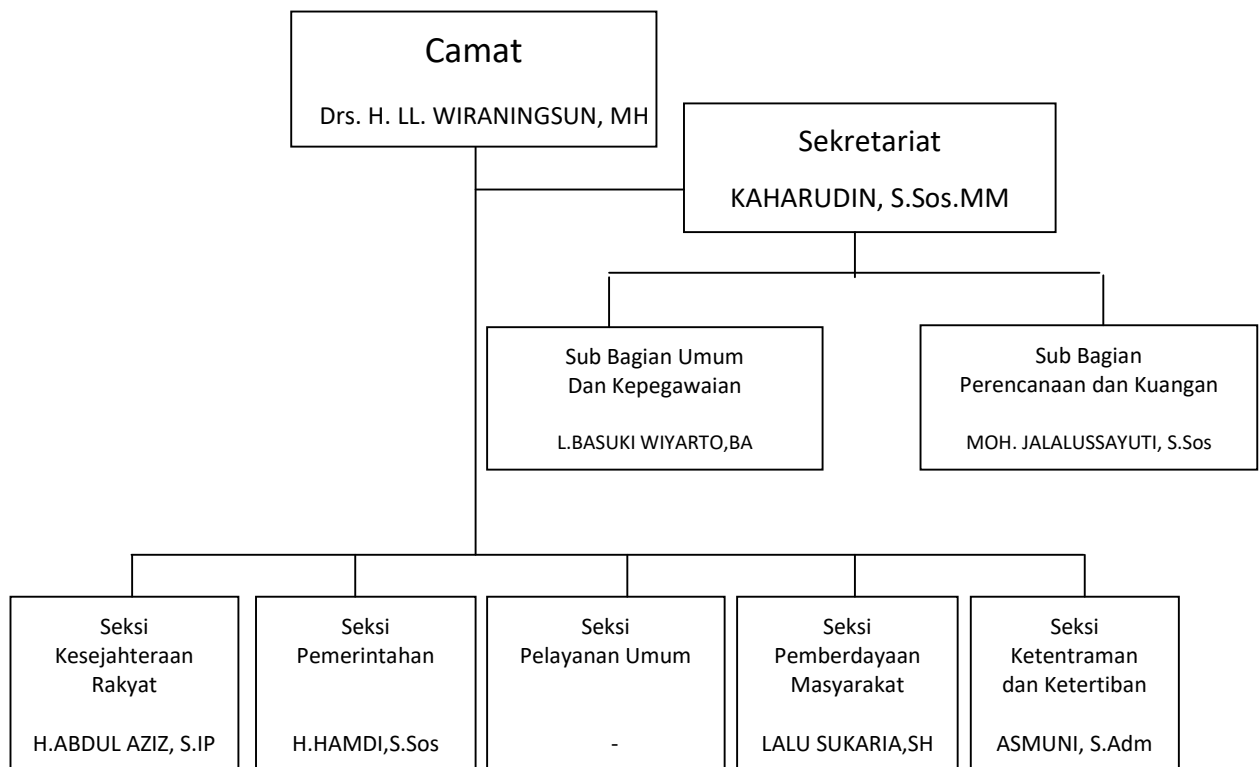 Camat
Drs. H. LL. WIRANINGSUN, MH
Sekretariat
KAHARUDIN, S.Sos.MM
Sub Bagian Umum
Dan Kepegawaian
L.BASUKI WIYARTO,BA
Sub Bagian
Perencanaan dan Kuangan
MOH. JALALUSSAYUTI, S.Sos
Seksi
Kesejahteraan
Rakyat
H.ABDUL AZIZ, S.IP
Seksi
Pemerintahan
H.HAMDI,S.Sos
Seksi
Pelayanan Umum
-
Seksi
Pemberdayaan
Masyarakat
LALU SUKARIA,SH
Seksi
Ketentraman
dan Ketertiban
ASMUNI, S.Adm